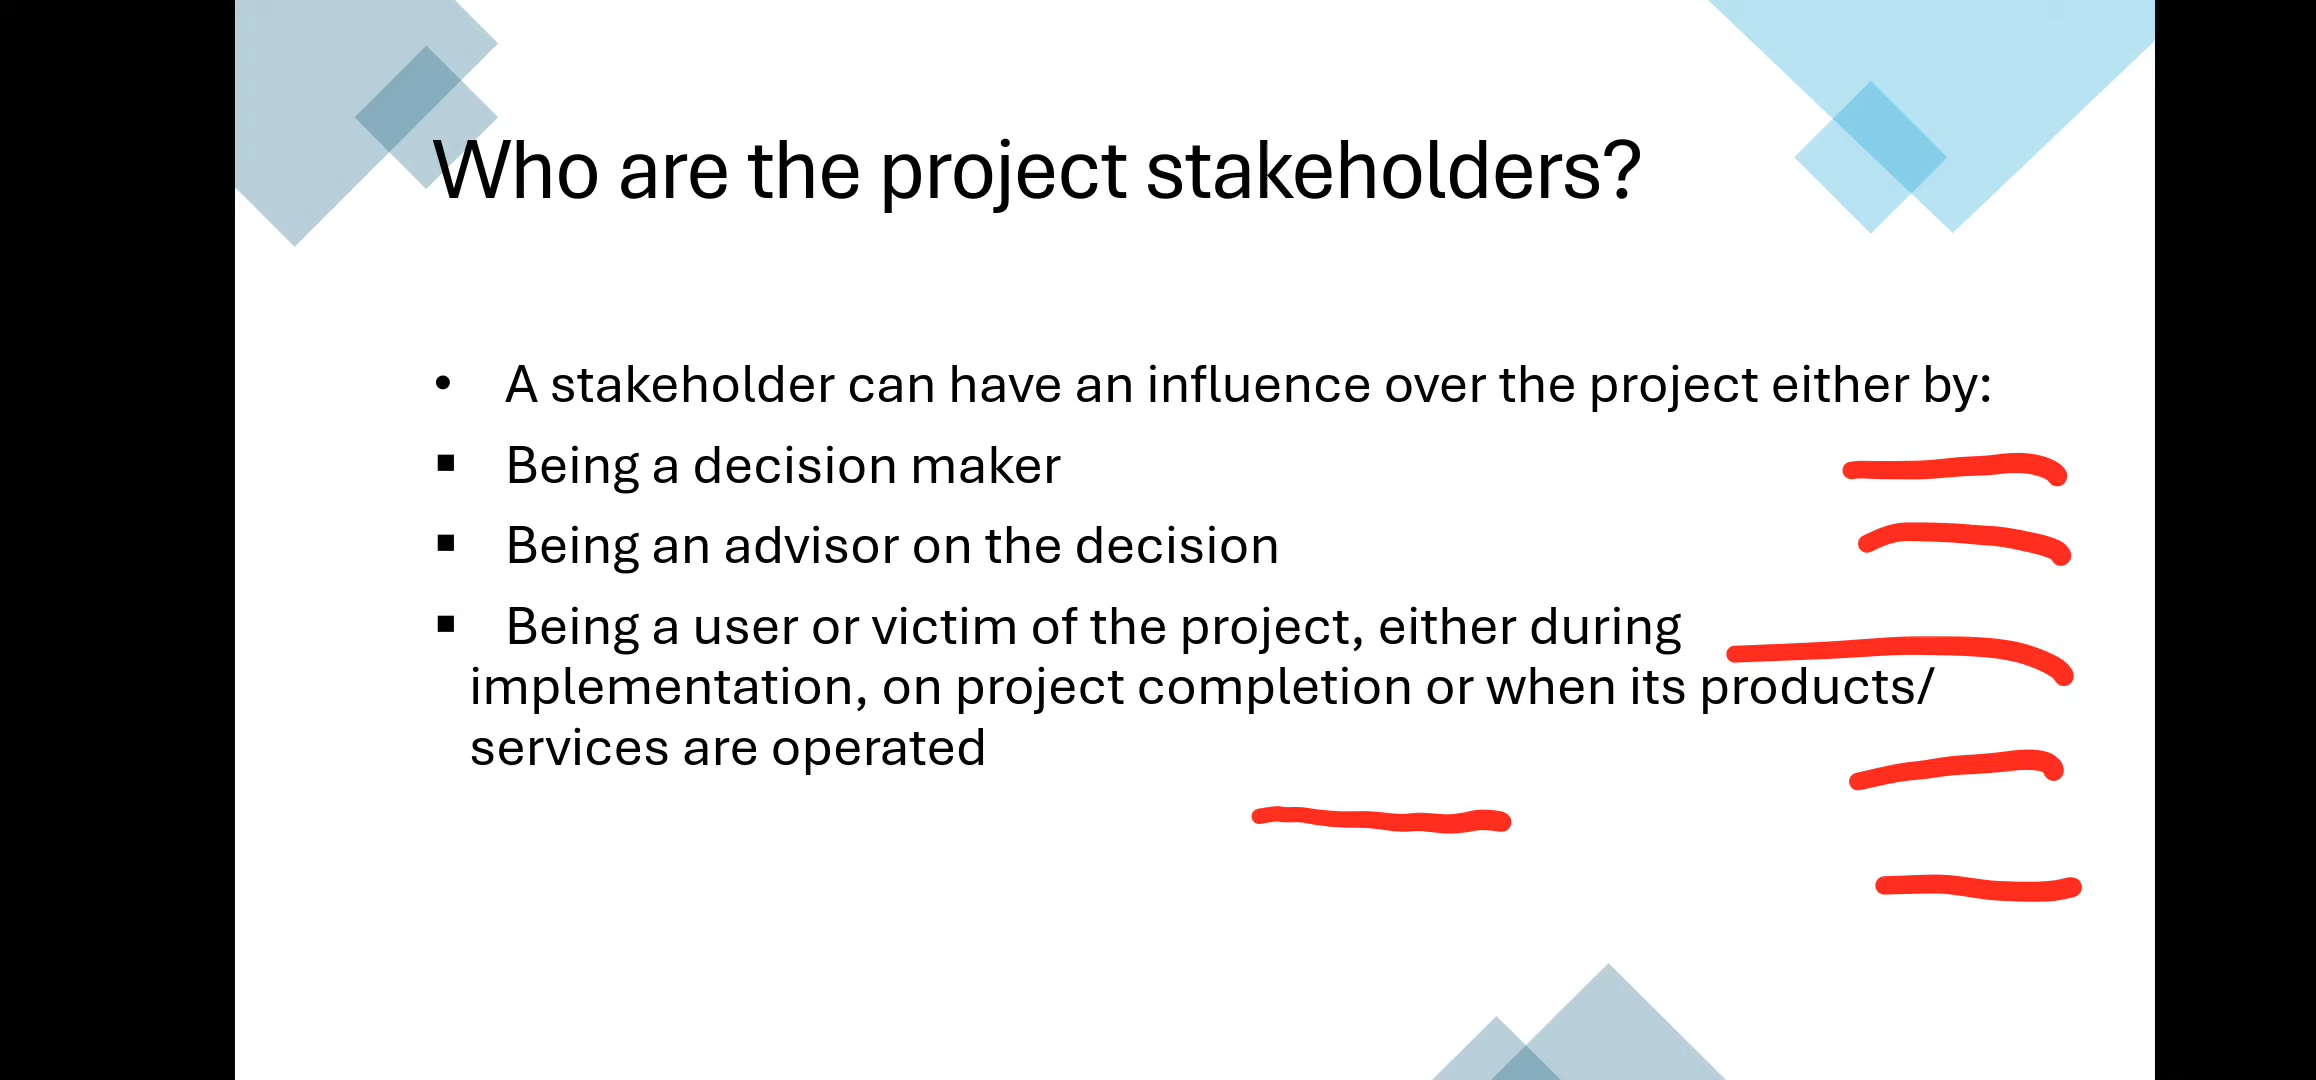 Who are the project stakeholders?
• A stakeholder can have an influence over the project either by:
▪ Being a decision maker
▪ Being an advisor on the decision
▪ Being a user or victim of the project, either during
implementation, on project completion or when its products/
services are operated